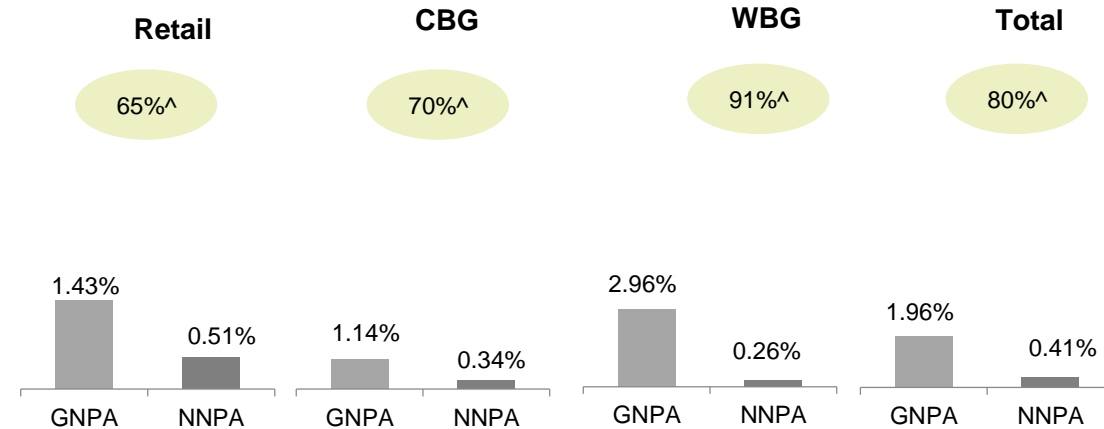 Retail
CBG
WBG
Total
65%^
70%^
91%^
80%^
1.43%
0.51%
1.14%
0.34%
2.96%
0.26%
1.96%
0.41%
GNPA NNPA GNPA NNPA GNPA NNPA GNPA NNPA